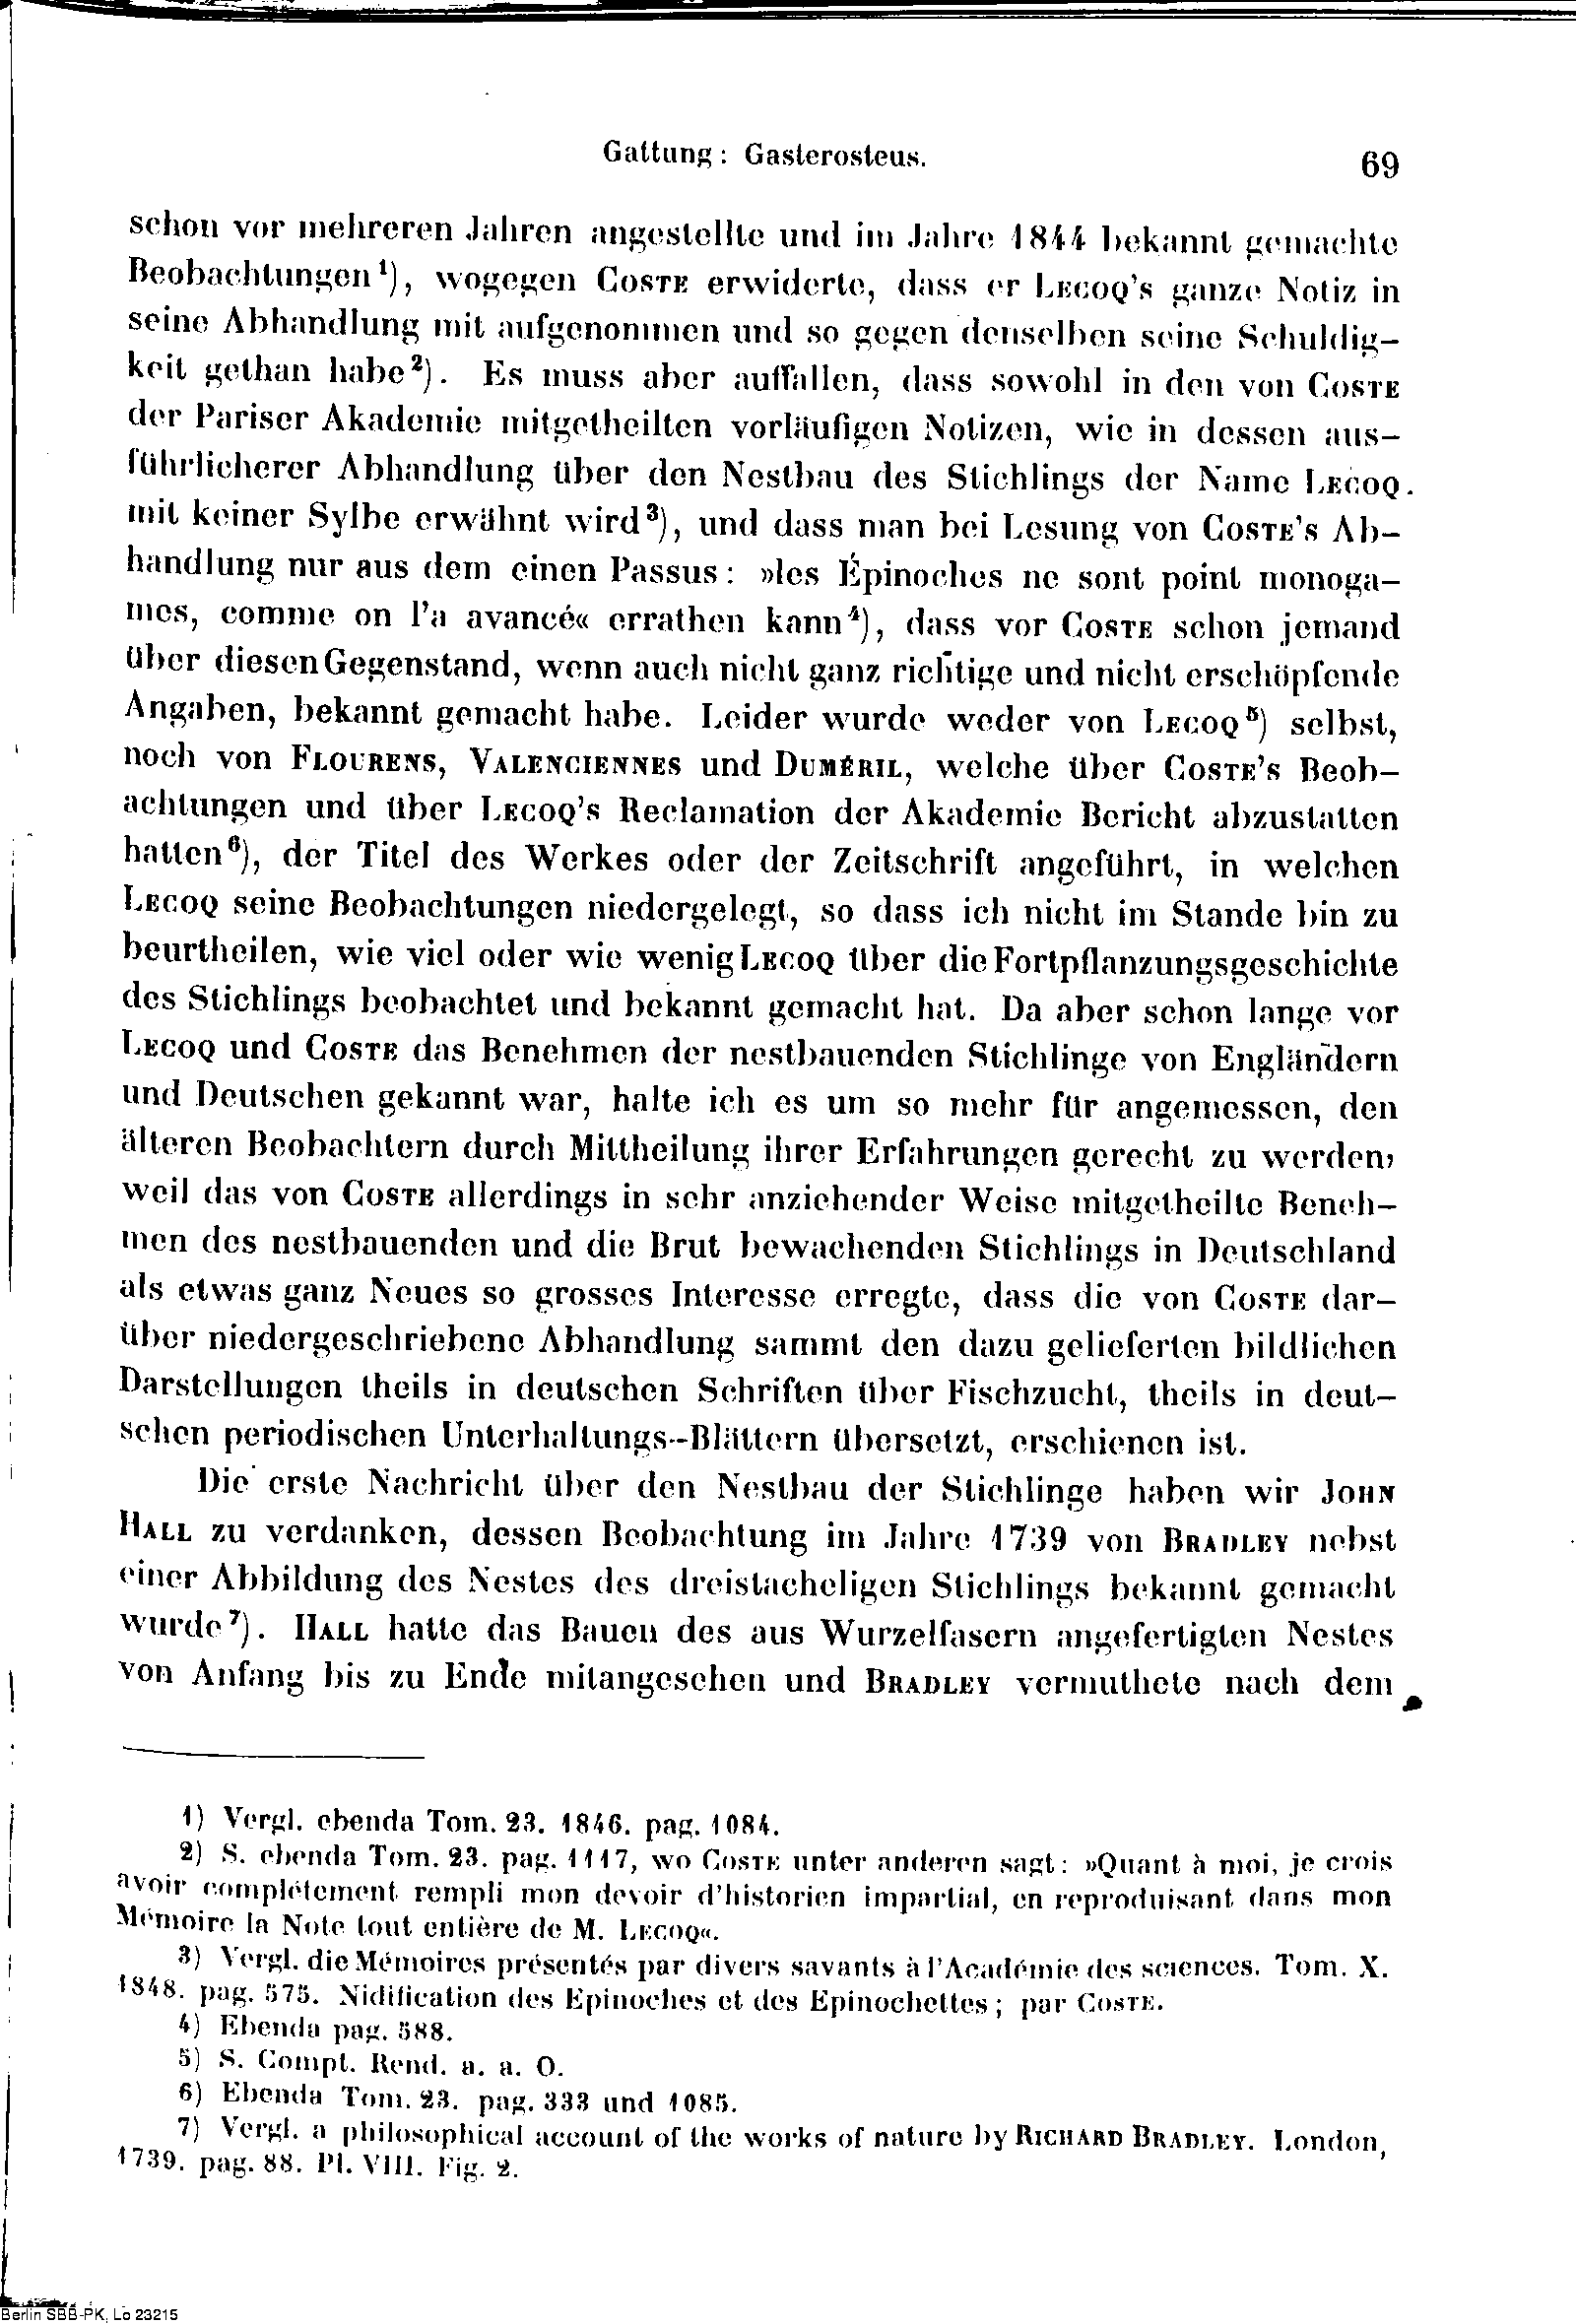 Gattung: Gasterosteus. 69
schon vor mehreren Jahren angestellte und im Jahre 1844 bekannt gemachte
Beobachtungen¹), wogegen COSTE erwiderte, dass er LECOQ's ganze Notiz in
seine Abhandlung mit aufgenommen und so gegen denselben seine Schuldig-
keit gethan habe²). Es muss aber auffallen, dass sowohl in den von COSTE
der Pariser Akademie mitgetheilten vorläufigen Notizen, wie in dessen aus-
führlicherer Abhandlung über den Nestbau des Stichlings der Name LECOQ.
mit keiner Sylbe erwähnt wird³), und dass man bei Lesung von COSTE's Ab-
handlung nur aus dem einen Passus: »les Épinoches ne sont point monoga-
mes, comme on l'a avancé« errathen kann⁴), dass vor COSTE schon jemand
über diesen Gegenstand, wenn auch nicht ganz richtige und nicht erschöpfende
Angaben, bekannt gemacht habe. Leider wurde weder von LECOQ⁵) selbst,
noch von FLOURENS, VALENCIENNES und DUMÉRIL, welche über COSTE's Beob-
achtungen und über LECOQ's Reclamation der Akademie Bericht abzustatten
hatten⁶), der Titel des Werkes oder der Zeitschrift angeführt, in welchen
LECOQ seine Beobachtungen niedergelegt, so dass ich nicht im Stande bin zu
beurtheilen, wie viel oder wie wenig LECOQ über die Fortpflanzungsgeschichte
des Stichlings beobachtet und bekannt gemacht hat. Da aber schon lange vor
LECOQ und COSTE das Benehmen der nestbauenden Stichlinge von Engländern
und Deutschen gekannt war, halte ich es um so mehr für angemessen, den
älteren Beobachtern durch Mittheilung ihrer Erfahrungen gerecht zu werden,
weil das von COSTE allerdings in sehr anziehender Weise mitgetheilte Beneh-
men des nestbauenden und die Brut bewachenden Stichlings in Deutschland
als etwas ganz Neues so grosses Interesse erregte, dass die von COSTE dar-
über niedergeschriebene Abhandlung sammt den dazu gelieferten bildlichen
Darstellungen theils in deutschen Schriften über Fischzucht, theils in deut-
schen periodischen Unterhaltungs-Blättern übersetzt, erschienen ist.
Die erste Nachricht über den Nestbau der Stichlinge haben wir JOHN
HALL zu verdanken, dessen Beobachtung im Jahre 1739 von BRADLEY nebst
einer Abbildung des Nestes des dreistacheligen Stichlings bekannt gemacht
wurde⁷). HALL hatte das Bauen des aus Wurzelfasern angefertigten Nestes
von Anfang bis zu Ende mitangesehen und BRADLEY vermuthete nach dem
1) Vergl. ebenda Tom. 23. 1846. pag. 1084.
2) S. ebenda Tom. 23. pag. 1117, wo COSTE unter anderen sagt: »Quant à moi, je crois
avoir complétement rempli mon devoir d'historien impartial, en reproduisant dans mon
Mémoire la Note tout entière de M. LECOQ«.
3) Vergl. die Mémoires présentés par divers savants à l'Académie des sciences. Tom. X.
1848. pag. 575. Nidification des Epinoches et des Epinochettes; par COSTE.
4) Ebenda pag. 588.
5) S. Compt. Rend. a. a. O.
6) Ebenda Tom. 23. pag. 333 und 1085.
7) Vergl. a philosophical account of the works of nature by RICHARD BRADLEY. London,
1739. pag. 88. Pl. VIII. Fig. 2.
Berlin SBB-PK, Lo 23215